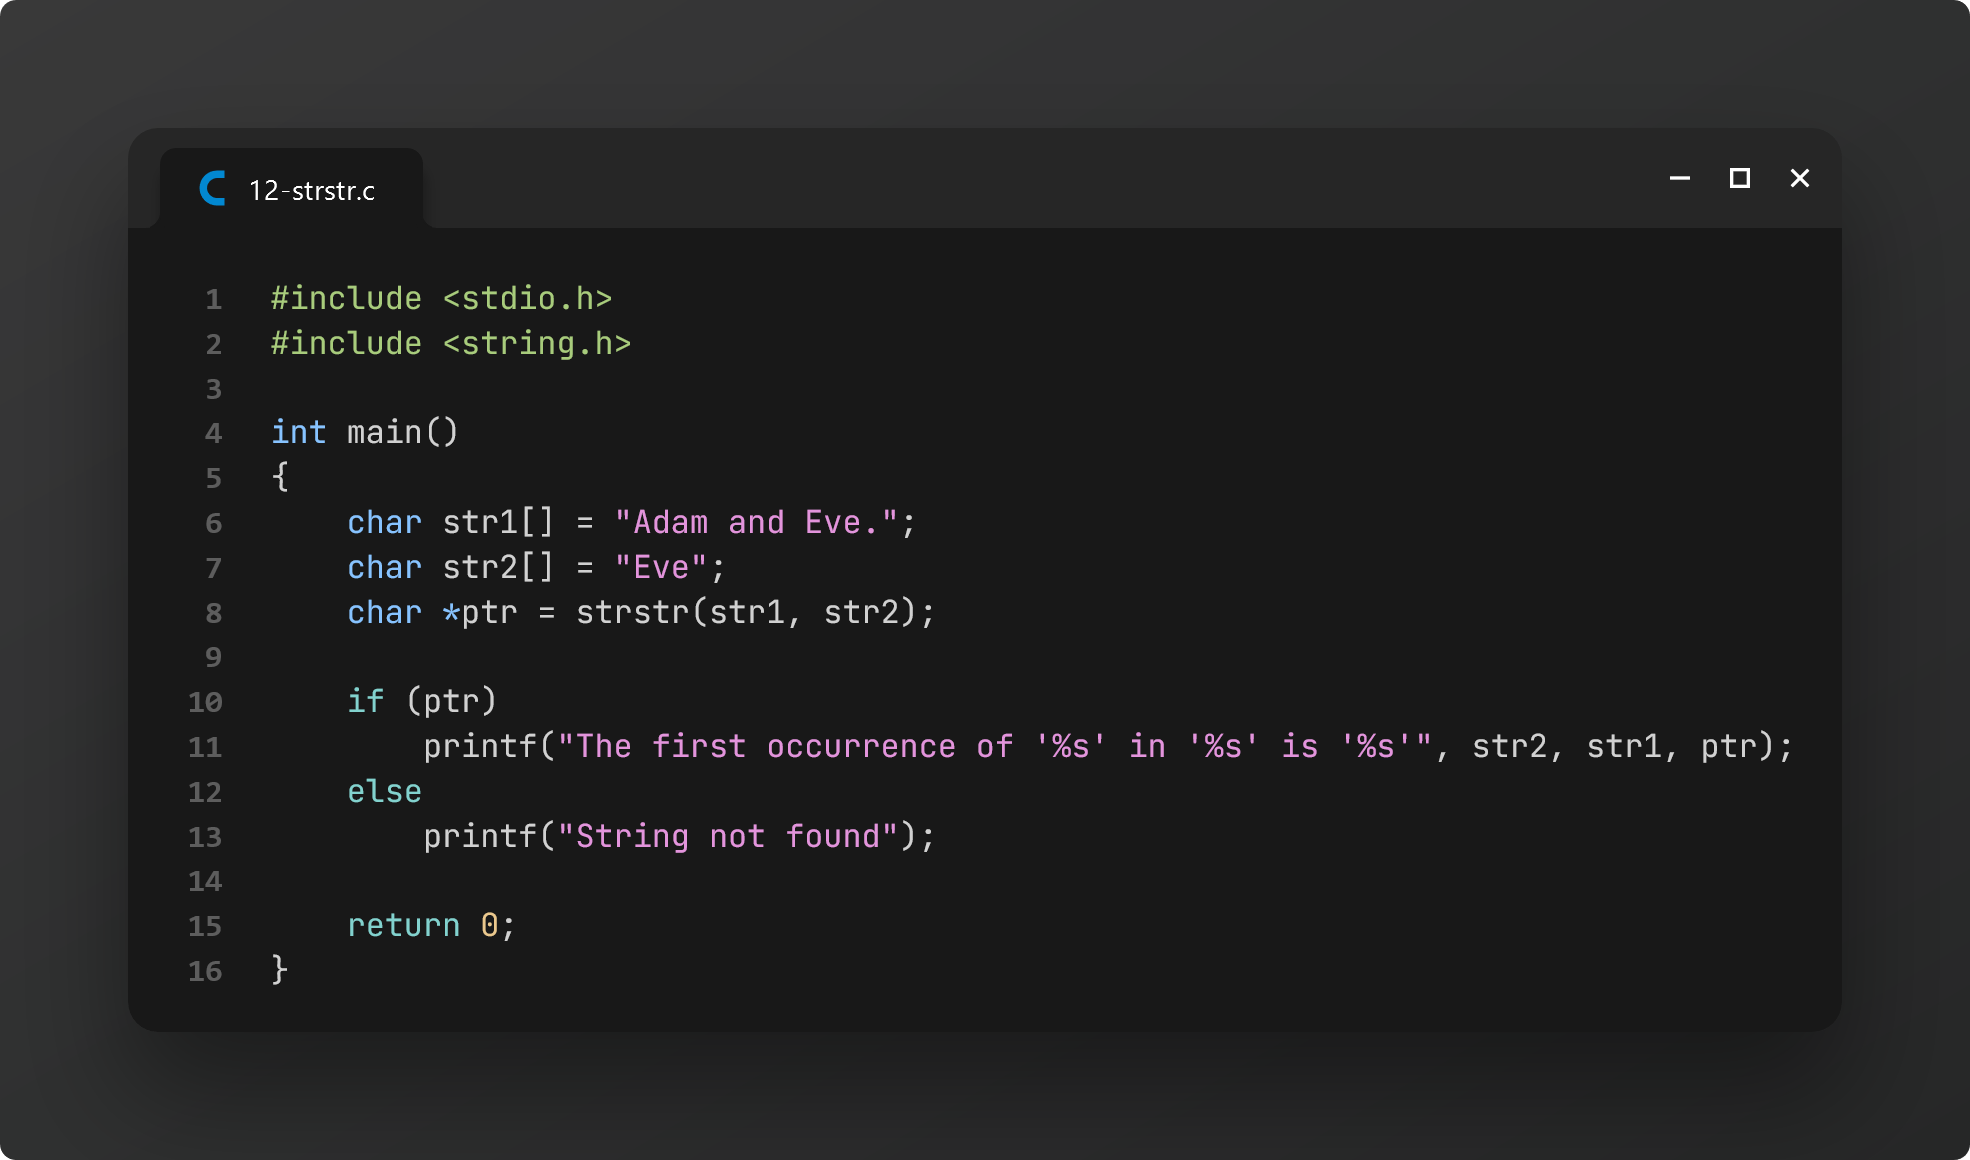 12-strstr.c
1 #include <stdio.h>
2 #include <string.h>
3
4 int main()
5 {
6     char str1[] = "Adam and Eve.";
7     char str2[] = "Eve";
8     char *ptr = strstr(str1, str2);
9
10     if (ptr)
11         printf("The first occurrence of '%s' in '%s' is '%s'", str2, str1, ptr);
12     else
13         printf("String not found");
14
15     return 0;
16 }